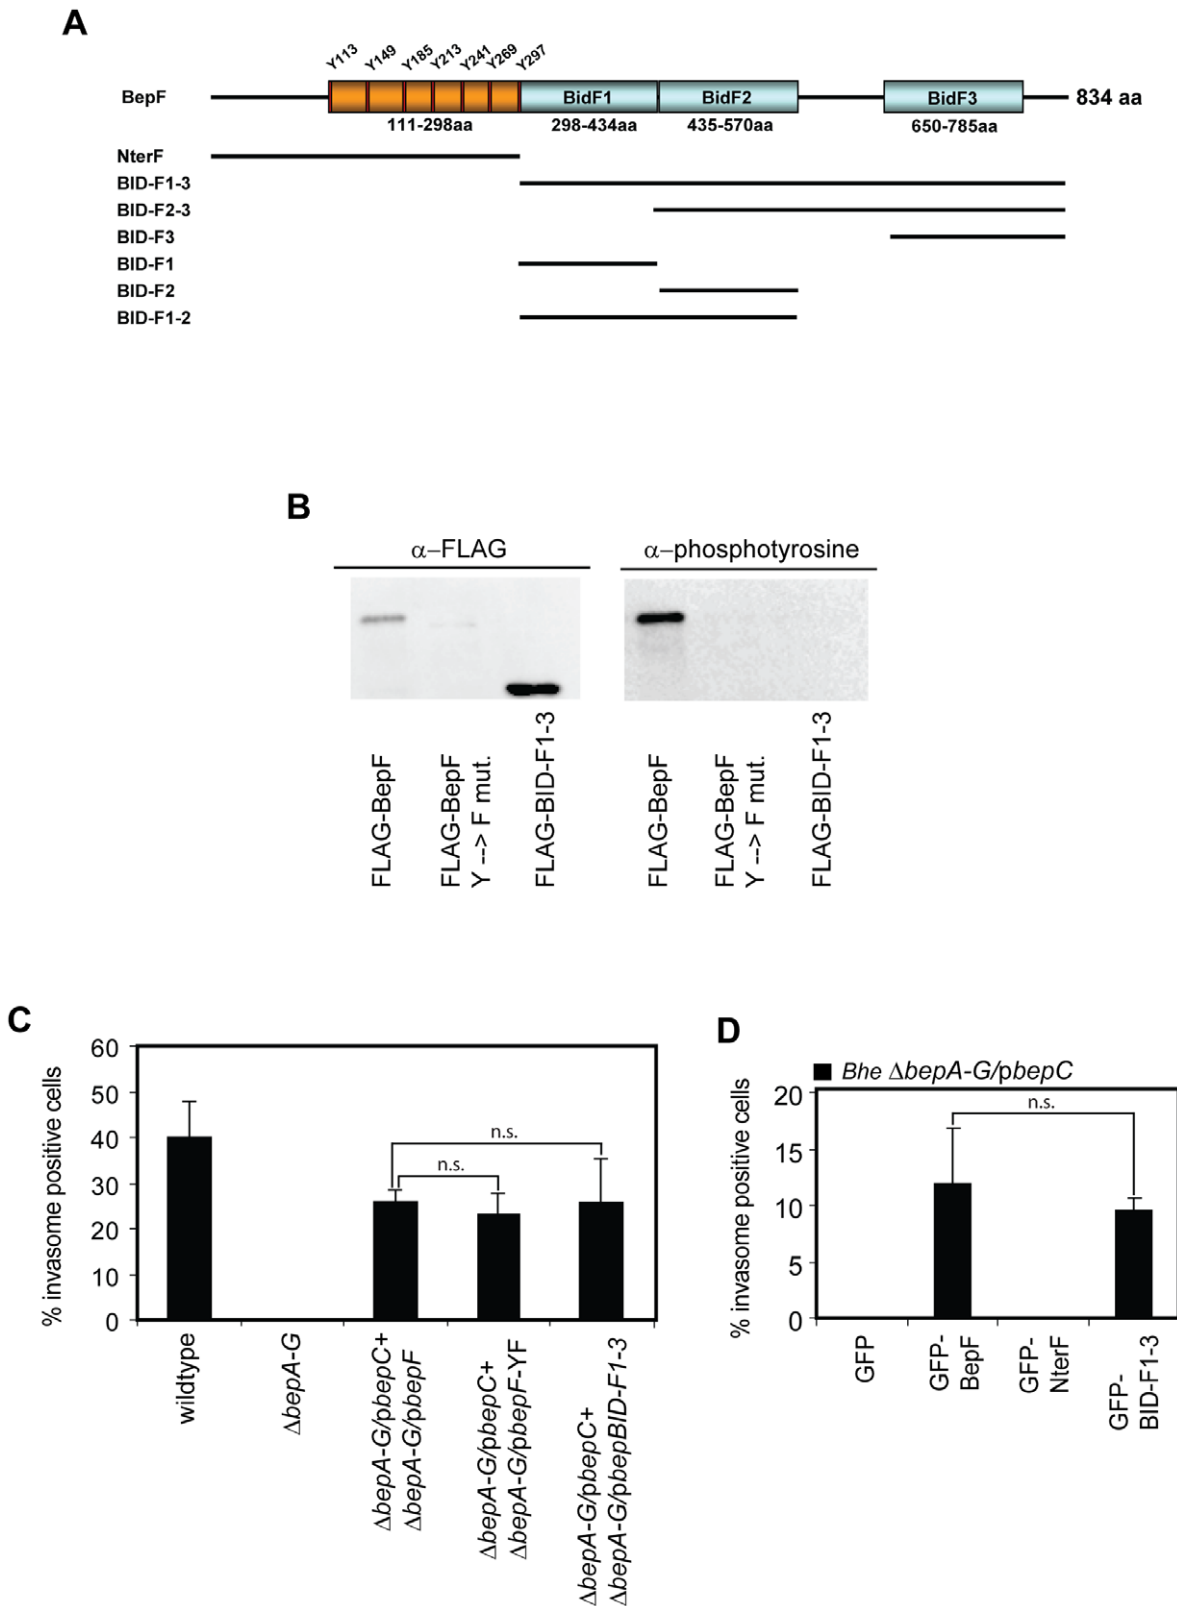 A
Y113 Y149 Y185 Y213 Y241 Y269 Y297
BepF BidF1 BidF2 BidF3 834 aa
111-298aa 298-434aa 435-570aa 650-785aa
NterF
BID-F1-3
BID-F2-3
BID-F3
BID-F1
BID-F2
BID-F1-2
B
α–FLAG α–phosphotyrosine
FLAG-BepF
FLAG-BepF
Y --> F mut.
FLAG-BID-F1-3
FLAG-BepF
FLAG-BepF
Y --> F mut.
FLAG-BID-F1-3
C
% invasome positive cells
60
50
40
30
20
10
0
n.s.
n.s.
wildtype
ΔbepA-G
ΔbepA-G/pbepC+
ΔbepA-G/pbepF
ΔbepA-G/pbepC+
ΔbepA-G/pbepF-YF
ΔbepA-G/pbepC+
ΔbepA-G/pbepBID-F1-3
D
Bhe ΔbepA-G/pbepC
% invasome positive cells
20
15
10
5
0
n.s.
GFP
GFP-
BepF
GFP-
NterF
GFP-
BID-F1-3